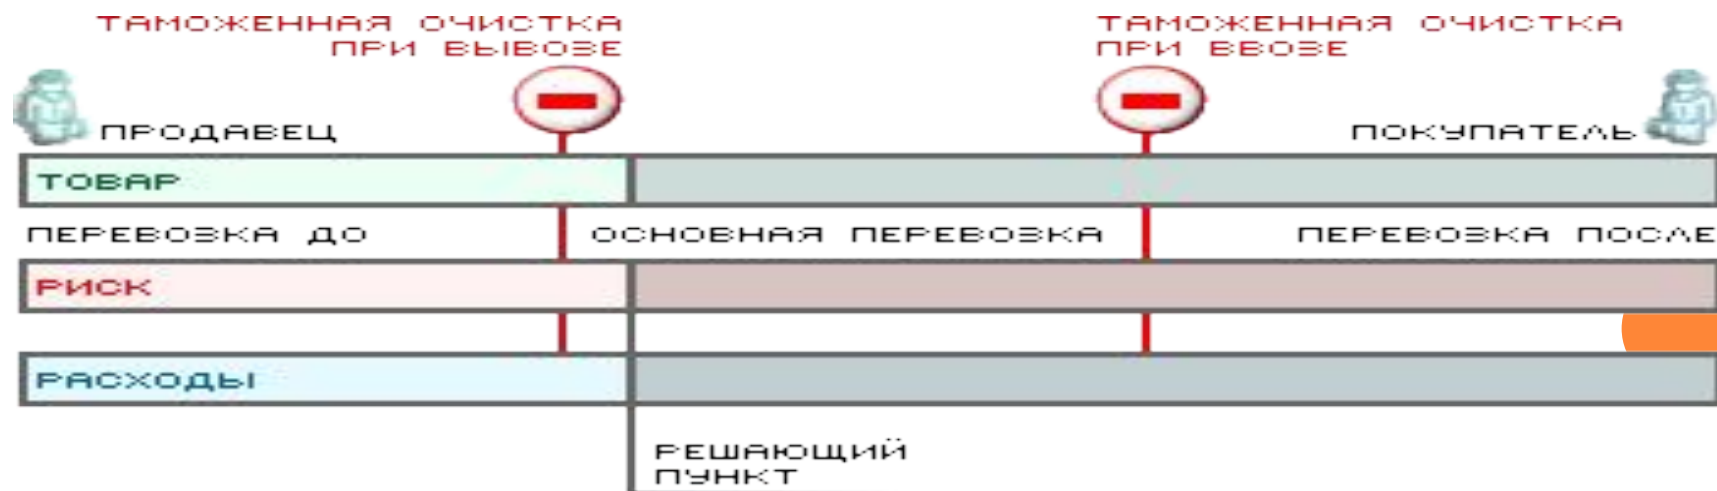 ТАМОЖЕННАЯ ОЧИСТКА
ПРИ ВЫВОЗЕ
ТАМОЖЕННАЯ ОЧИСТКА
ПРИ ВВОЗЕ
ПРОДАВЕЦ
ПОКУПАТЕЛЬ
ТОВАР
ПЕРЕВОЗКА ДО
ОСНОВНАЯ ПЕРЕВОЗКА
ПЕРЕВОЗКА ПОСЛЕ
РИСК
РАСХОДЫ
РЕШАЮЩИЙ
ПУНКТ